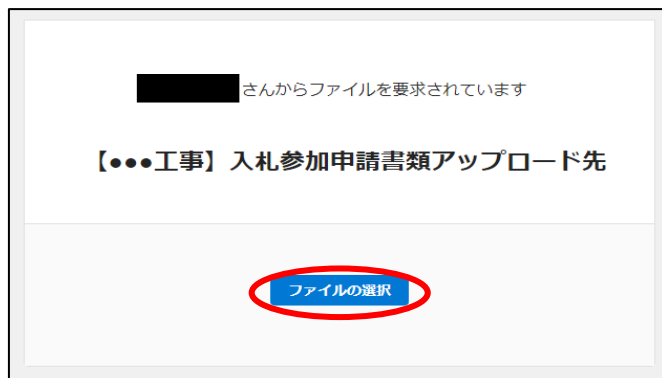 さんからファイルを要求されています
【●●●工事】入札参加申請書類アップロード先
ファイルの選択